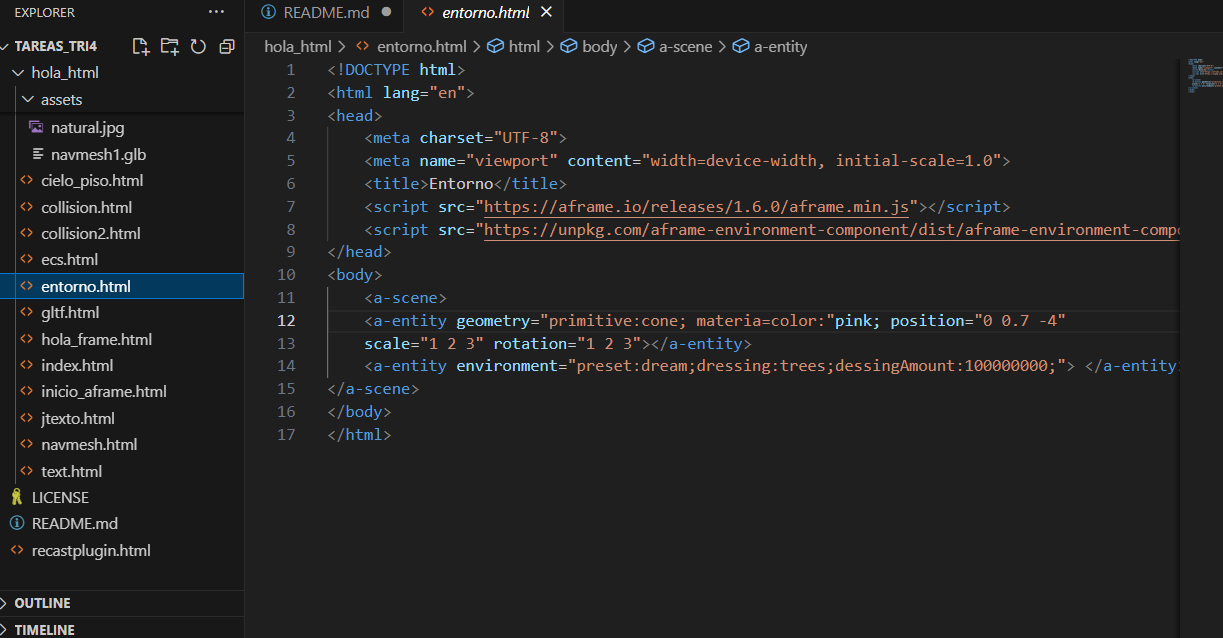 EXPLORER
TAREAS_TRI4
hola_html
assets
natural.jpg
navmesh1.glb
cielo_piso.html
collision.html
collision2.html
ecs.html
entorno.html
gltf.html
hola_frame.html
index.html
inicio_aframe.html
jtexto.html
navmesh.html
text.html
LICENSE
README.md
recastplugin.html
OUTLINE
TIMELINE
README.md
entorno.html
hola_html > entorno.html > html > body > a-scene > a-entity
1 <!DOCTYPE html>
2 <html lang="en">
3 <head>
4 <meta charset="UTF-8">
5 <meta name="viewport" content="width=device-width, initial-scale=1.0">
6 <title>Entorno</title>
7 <script src="https://aframe.io/releases/1.6.0/aframe.min.js"></script>
8 <script src="https://unpkg.com/aframe-environment-component/dist/aframe-environment-comp
9 </head>
10 <body>
11 <a-scene>
12 <a-entity geometry="primitive:cone; materia=color:"pink; position="0 0.7 -4"
13 scale="1 2 3" rotation="1 2 3"></a-entity>
14 <a-entity environment="preset:dream;dressing:trees;dessingAmount:100000000;"> </a-entity
15 </a-scene>
16 </body>
17 </html>